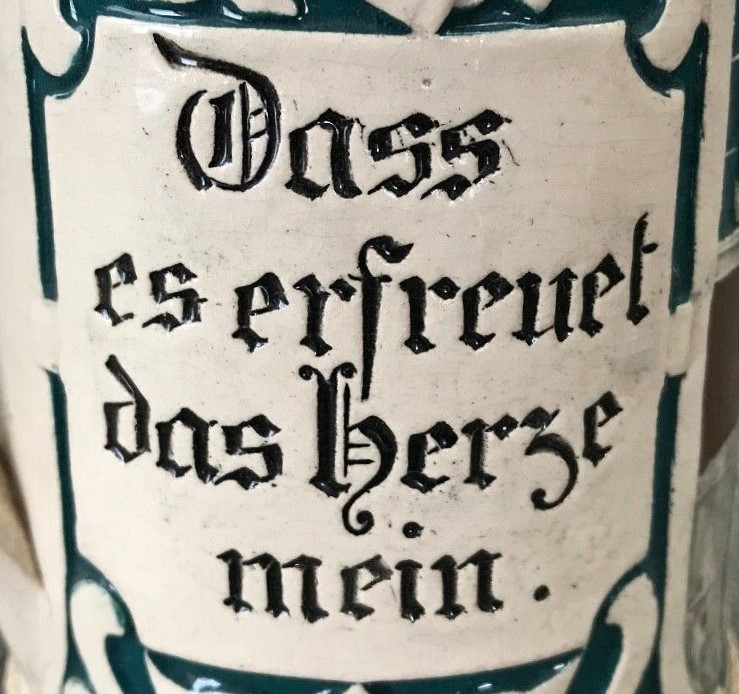 Dass
es erfreuet
das Herze
mein.